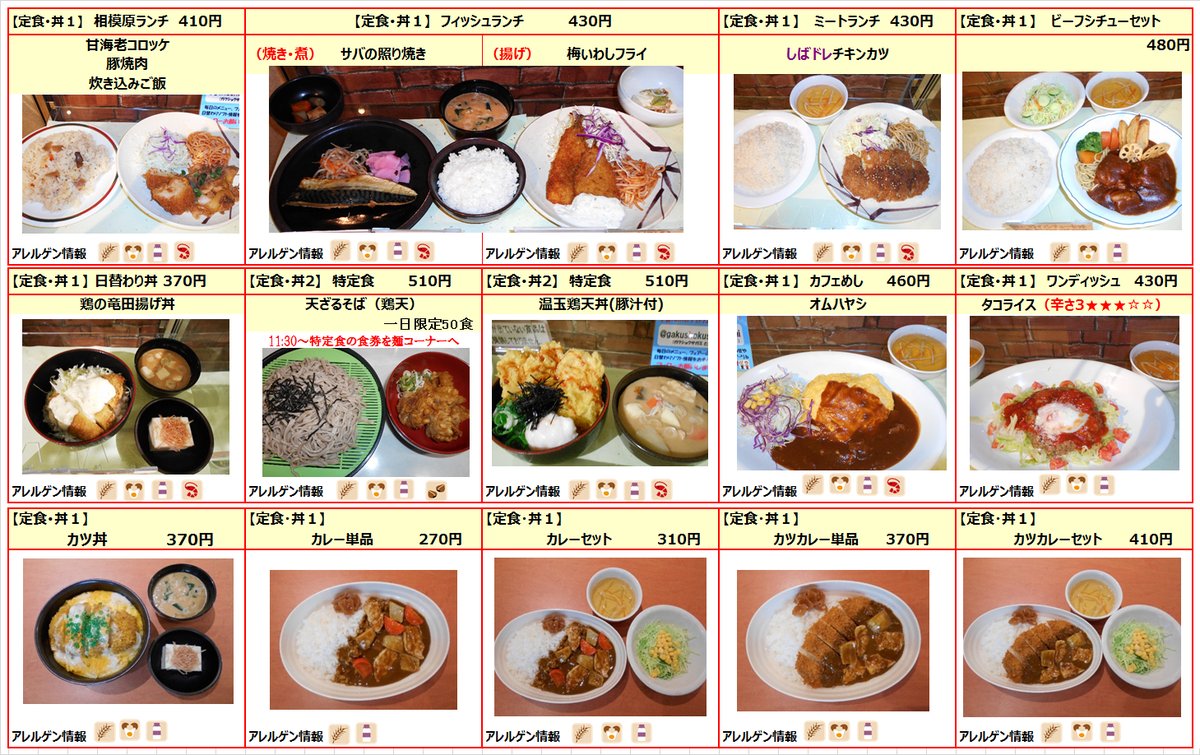 【定食・丼１】 相模原ランチ 410円
甘海老コロッケ
豚焼肉
炊き込みご飯
アレルゲン情報
【定食・丼１】 フィッシュランチ 430円
（焼き・煮） サバの照り焼き
（揚げ） 梅いわしフライ
アレルゲン情報
アレルゲン情報
【定食・丼１】 ミートランチ 430円
しばドレチキンカツ
アレルゲン情報
【定食・丼１】 ビーフシチューセット
480円
アレルゲン情報
【定食・丼１】日替わり丼 370円
鶏の竜田揚げ丼
アレルゲン情報
【定食・丼２】 特定食 510円
天ざるそば（鶏天）
一日限定50食
11:30～特定食の食券を麺コーナーへ
アレルゲン情報
【定食・丼２】 特定食 510円
温玉鶏天丼(豚汁付)
アレルゲン情報
【定食・丼１】 カフェめし 460円
オムハヤシ
アレルゲン情報
【定食・丼１】 ワンディッシュ 430円
タコライス（辛さ3★★★☆☆）
アレルゲン情報
【定食・丼１】
カツ丼 370円
アレルゲン情報
【定食・丼１】
カレー単品 270円
アレルゲン情報
【定食・丼１】
カレーセット 310円
アレルゲン情報
【定食・丼１】
カツカレー単品 370円
アレルゲン情報
【定食・丼１】
カツカレーセット 410円
アレルゲン情報